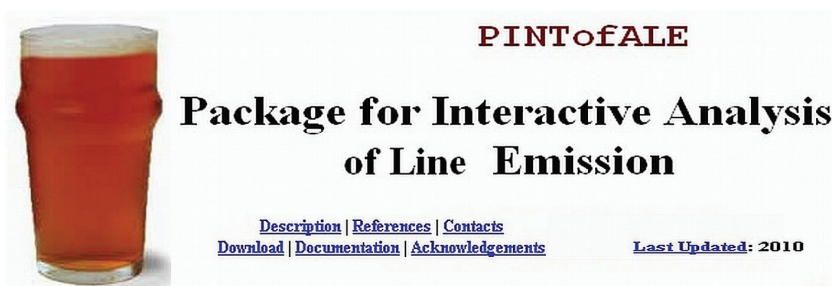 PINTofALE
Package for Interactive Analysis
of Line Emission
Description | References | Contacts
Download | Documentation | Acknowledgements
Last Updated: 2010